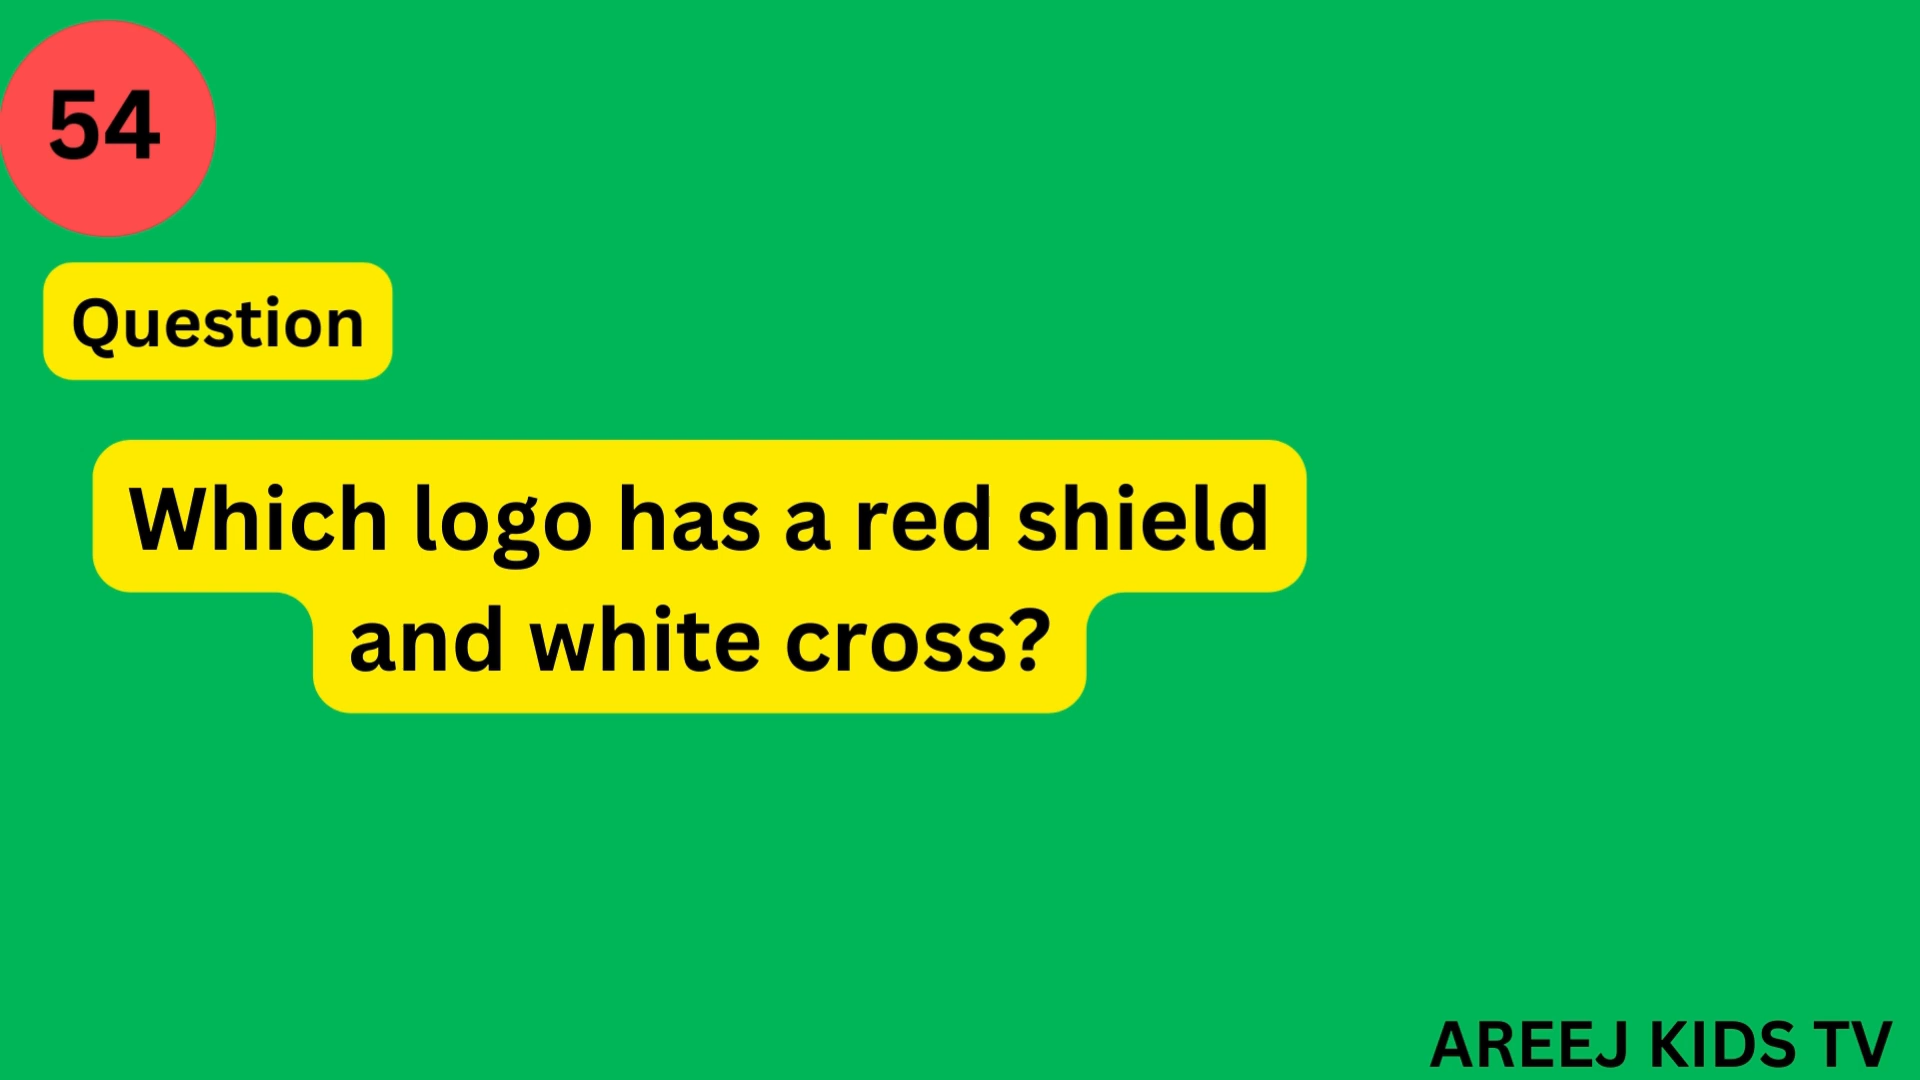 54
Question
Which logo has a red shield
and white cross?
AREEJ KIDS TV